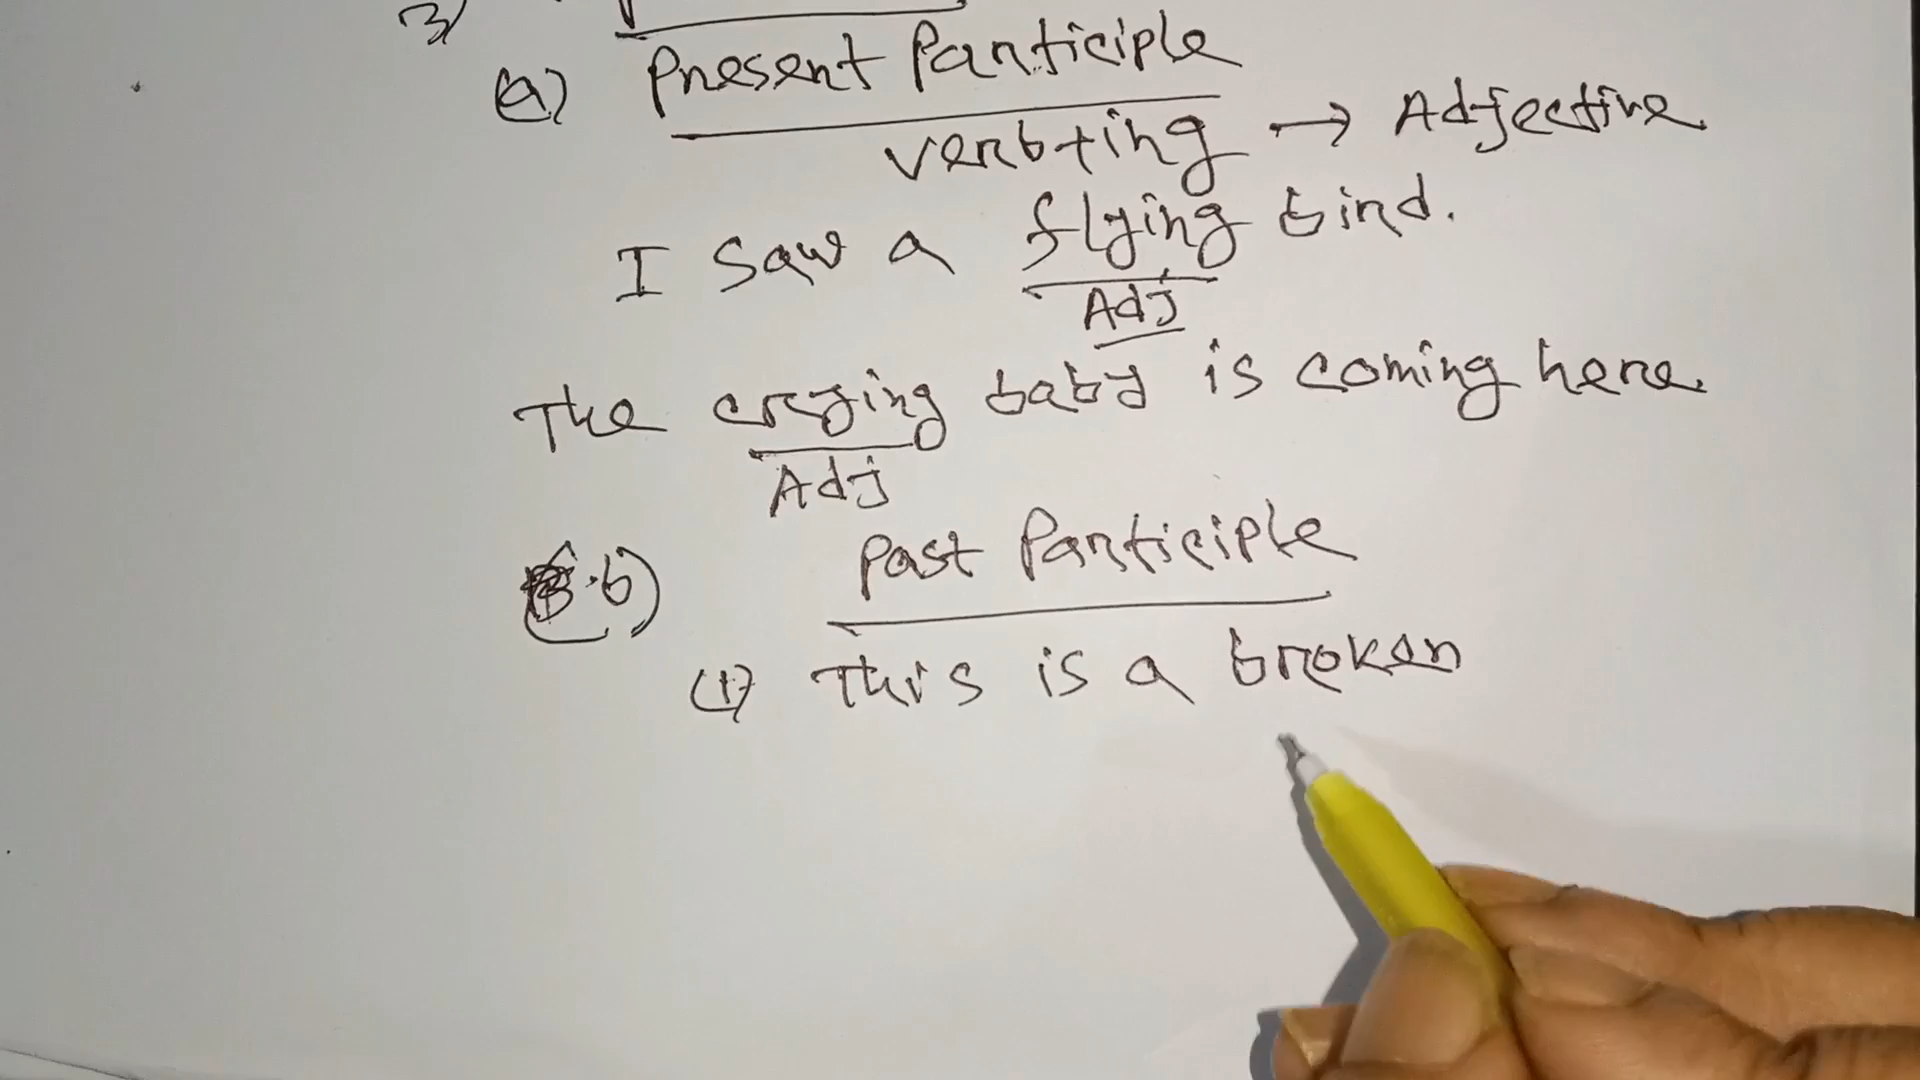 3)
(a) Present Participle
verb+ing → Adjective
I saw a flying bird.
Adj
The crying baby is coming here.
Adj
b) Past Participle
(1) This is a broken